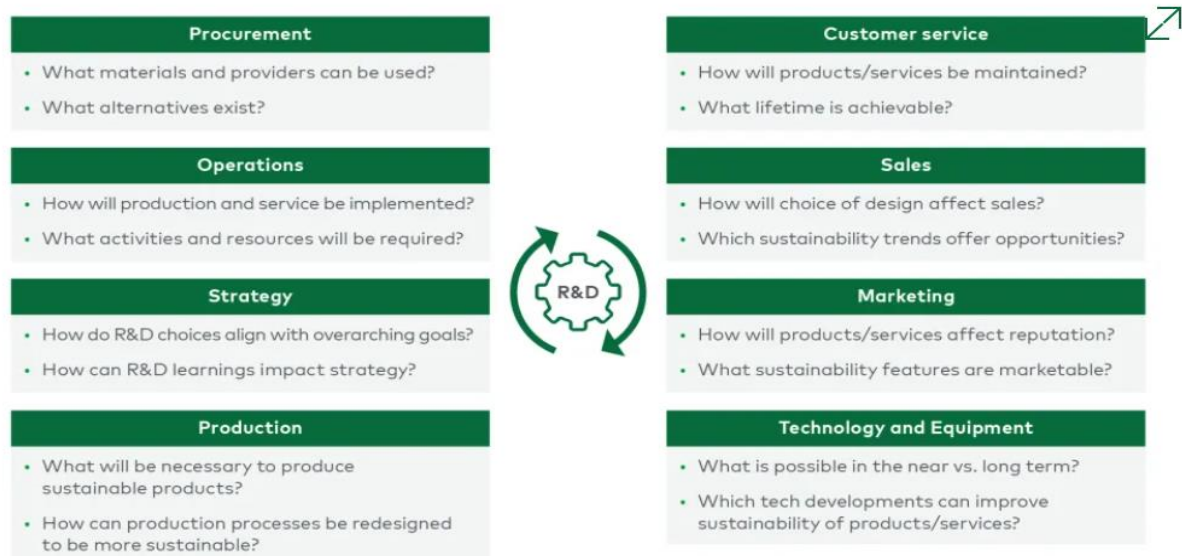 Procurement
• What materials and providers can be used?
• What alternatives exist?
Operations
• How will production and service be implemented?
• What activities and resources will be required?
Strategy
• How do R&D choices align with overarching goals?
• How can R&D learnings impact strategy?
Production
• What will be necessary to produce
sustainable products?
• How can production processes be redesigned
to be more sustainable?
R&D
Customer service
• How will products/services be maintained?
• What lifetime is achievable?
Sales
• How will choice of design affect sales?
• Which sustainability trends offer opportunities?
Marketing
• How will products/services affect reputation?
• What sustainability features are marketable?
Technology and Equipment
• What is possible in the near vs. long term?
• Which tech developments can improve
sustainability of products/services?